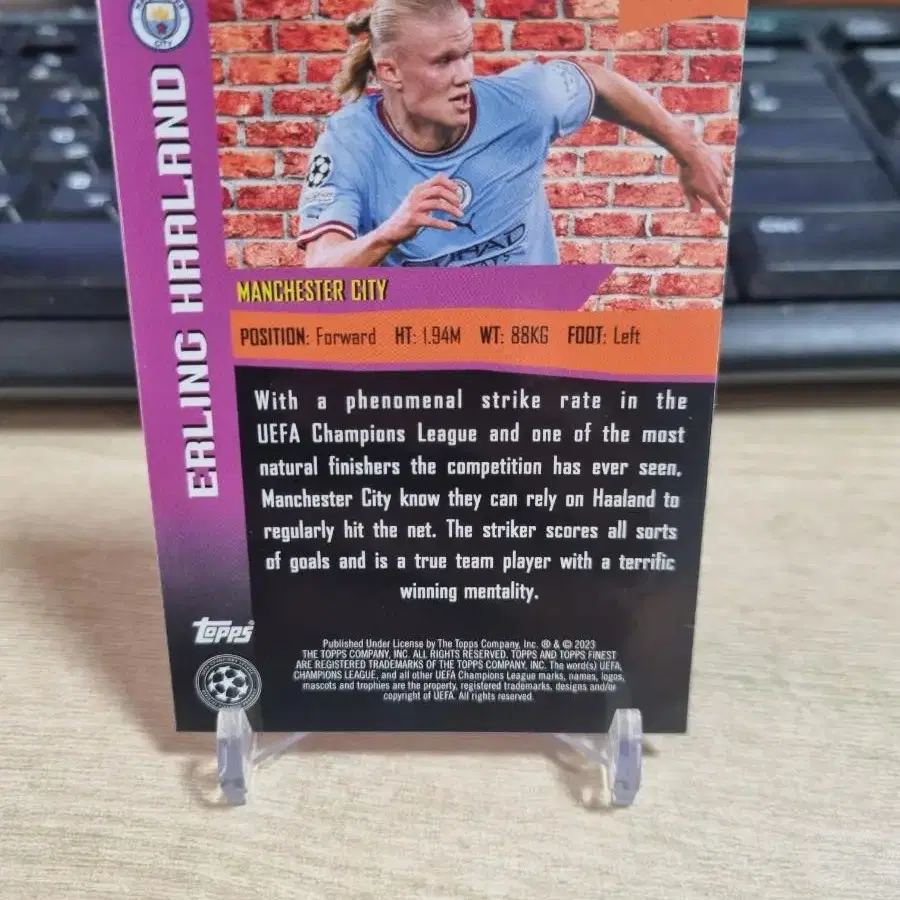 CITY
ERLING HAALAND
ETIHAD
AIRWAYS
MANCHESTER CITY
POSITION: Forward HT: 1.94M WT: 88KG FOOT: Left
With a phenomenal strike rate in the
UEFA Champions League and one of the most
natural finishers the competition has ever seen,
Manchester City know they can rely on Haaland to
regularly hit the net. The striker scores all sorts
of goals and is a true team player with a terrific
winning mentality.
topps
Published Under License by The Topps Company, Inc. ® & © 2023
THE TOPPS COMPANY, INC. ALL RIGHTS RESERVED. TOPPS AND TOPPS FINEST
ARE REGISTERED TRADEMARKS OF THE TOPPS COMPANY, INC. The word(s) UEFA,
CHAMPIONS LEAGUE, and all other UEFA Champions League marks, names, logos,
mascots and trophies are the property, registered trademarks, designs and/or
copyright of UEFA. All rights reserved.